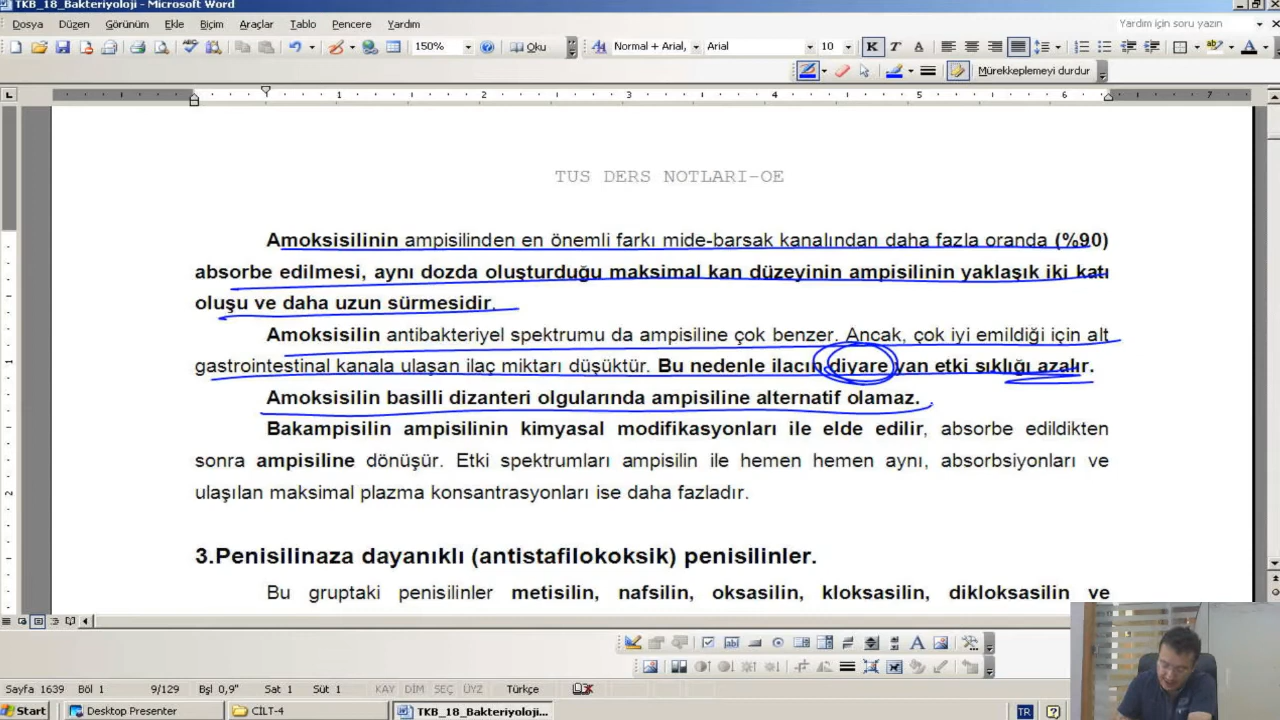 TKB_18_Bakteriyoloji - Microsoft Word
Dosya Düzen Görünüm Ekle Biçim Araçlar Tablo Pencere Yardım Yardım için soru yazın
150% Oku Normal + Arial, Arial 10 K T A
Mürekkeplemeyi durdur
1 1 2 3 4 5 6 7
TUS DERS NOTLARI-OE
Amoksisilinin ampisilinden en önemli farkı mide-barsak kanalından daha fazla oranda (%90)
absorbe edilmesi, aynı dozda oluşturduğu maksimal kan düzeyinin ampisilinin yaklaşık iki katı
oluşu ve daha uzun sürmesidir.
Amoksisilin antibakteriyel spektrumu da ampisiline çok benzer. Ancak, çok iyi emildiği için alt
gastrointestinal kanala ulaşan ilaç miktarı düşüktür. Bu nedenle ilacın diyare yan etki sıklığı azalır.
Amoksisilin basilli dizanteri olgularında ampisiline alternatif olamaz.
Bakampisilin ampisilinin kimyasal modifikasyonları ile elde edilir, absorbe edildikten
sonra ampisiline dönüşür. Etki spektrumları ampisilin ile hemen hemen aynı, absorbsiyonları ve
ulaşılan maksimal plazma konsantrasyonları ise daha fazladır.
3.Penisilinaza dayanıklı (antistafilokoksik) penisilinler.
Bu gruptaki penisilinler metisilin, nafsilin, oksasilin, kloksasilin, dikloksasilin ve
Sayfa 1639 Böl 1 9/129 Bşl 0,9" Sat 1 Süt 1 KAY DİM SEÇ ÜYZ Türkçe
Start Desktop Presenter CİLT-4 TKB_18_Bakteriyoloji... TR